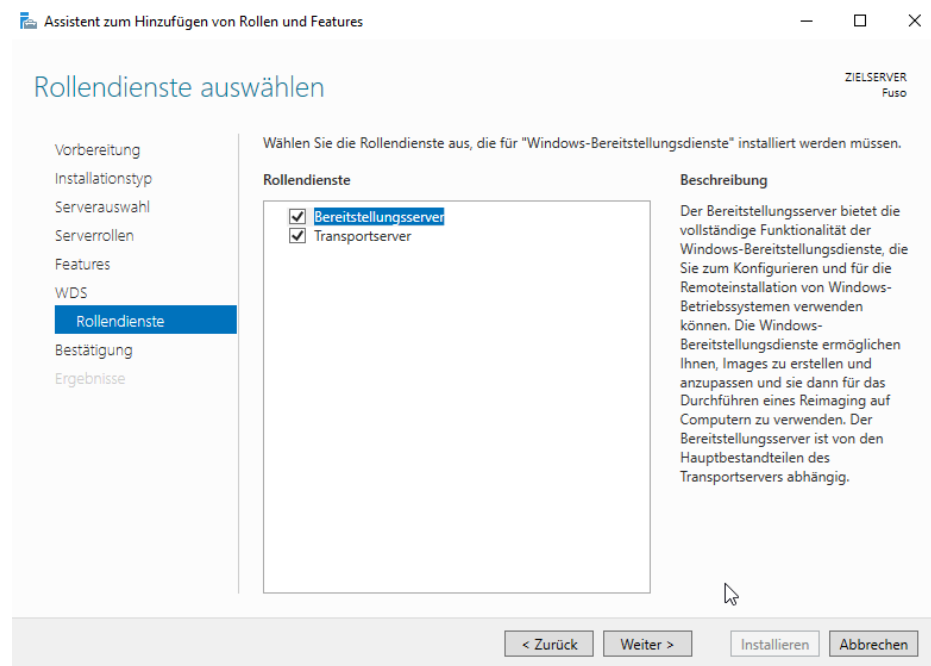 Assistent zum Hinzufügen von Rollen und Features
Rollendienste auswählen
ZIELSERVER
Fuso
Vorbereitung
Installationstyp
Serverauswahl
Serverrollen
Features
WDS
Rollendienste
Bestätigung
Ergebnisse
Wählen Sie die Rollendienste aus, die für "Windows-Bereitstellungsdienste" installiert werden müssen.
Rollendienste
Bereitstellungsserver
Transportserver
Beschreibung
Der Bereitstellungsserver bietet die
vollständige Funktionalität der
Windows-Bereitstellungsdienste, die
Sie zum Konfigurieren und für die
Remoteinstallation von Windows-
Betriebssystemen verwenden
können. Die Windows-
Bereitstellungsdienste ermöglichen
Ihnen, Images zu erstellen und
anzupassen und sie dann für das
Durchführen eines Reimaging auf
Computern zu verwenden. Der
Bereitstellungsserver ist von den
Hauptbestandteilen des
Transportservers abhängig.
< Zurück
Weiter >
Installieren
Abbrechen